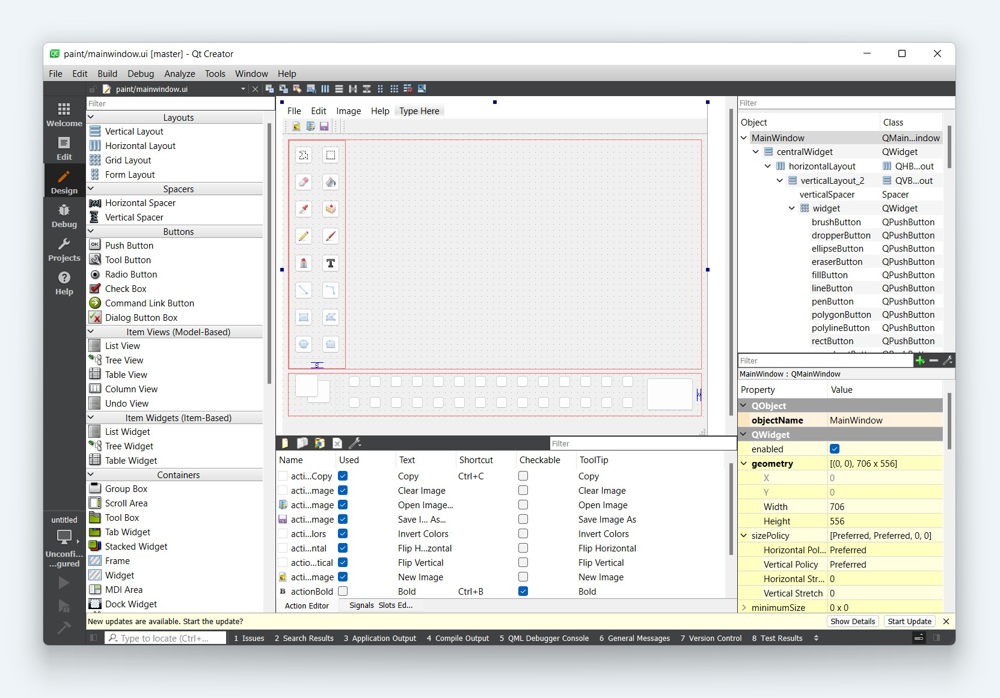 paint/mainwindow.ui [master] - Qt Creator
File Edit Build Debug Analyze Tools Window Help
paint/mainwindow.ui
Welcome
Edit
Design
Debug
Projects
Help
untitled
Unconfi...
...gured
Filter
Layouts
Vertical Layout
Horizontal Layout
Grid Layout
Form Layout
Spacers
Horizontal Spacer
Vertical Spacer
Buttons
OK Push Button
Tool Button
Radio Button
Check Box
Command Link Button
Dialog Button Box
Item Views (Model-Based)
List View
Tree View
Table View
Column View
Undo View
Item Widgets (Item-Based)
List Widget
Tree Widget
Table Widget
Containers
Group Box
Scroll Area
Tool Box
Tab Widget
Stacked Widget
Frame
Widget
MDI Area
Dock Widget
FIle Edit Image Help Type Here
T
Filter
Name Used Text Shortcut Checkable ToolTip
acti...Copy Copy Ctrl+C Copy
acti...mage Clear Image Clear Image
acti...mage Open Image... Open Image
acti...mage Save I... As... Save Image As
acti...lors Invert Colors Invert Colors
acti...ntal Flip H...zontal Flip Horizontal
actio...tical Flip Vertical Flip Vertical
acti...mage New Image New Image
B actionBold Bold Ctrl+B Bold
Action Editor Signals Slots Ed...
Filter
Object Class
MainWindow QMain...indow
centralWidget QWidget
horizontalLayout QHB...out
verticalLayout_2 QVB...out
verticalSpacer Spacer
widget QWidget
brushButton QPushButton
dropperButton QPushButton
ellipseButton QPushButton
eraserButton QPushButton
fillButton QPushButton
lineButton QPushButton
penButton QPushButton
polygonButton QPushButton
polylineButton QPushButton
rectButton QPushButton
Filter
MainWindow : QMainWindow
Property Value
QObject
objectName MainWindow
QWidget
enabled
geometry [(0, 0), 706 x 556]
X 0
Y 0
Width 706
Height 556
sizePolicy [Preferred, Preferred, 0, 0]
Horizontal Pol... Preferred
Vertical Policy Preferred
Horizontal Str... 0
Vertical Stretch 0
minimumSize 0 x 0
New updates are available. Start the update? Show Details Start Update
Type to locate (Ctrl+... 1 Issues 2 Search Results 3 Application Output 4 Compile Output 5 QML Debugger Console 6 General Messages 7 Version Control 8 Test Results